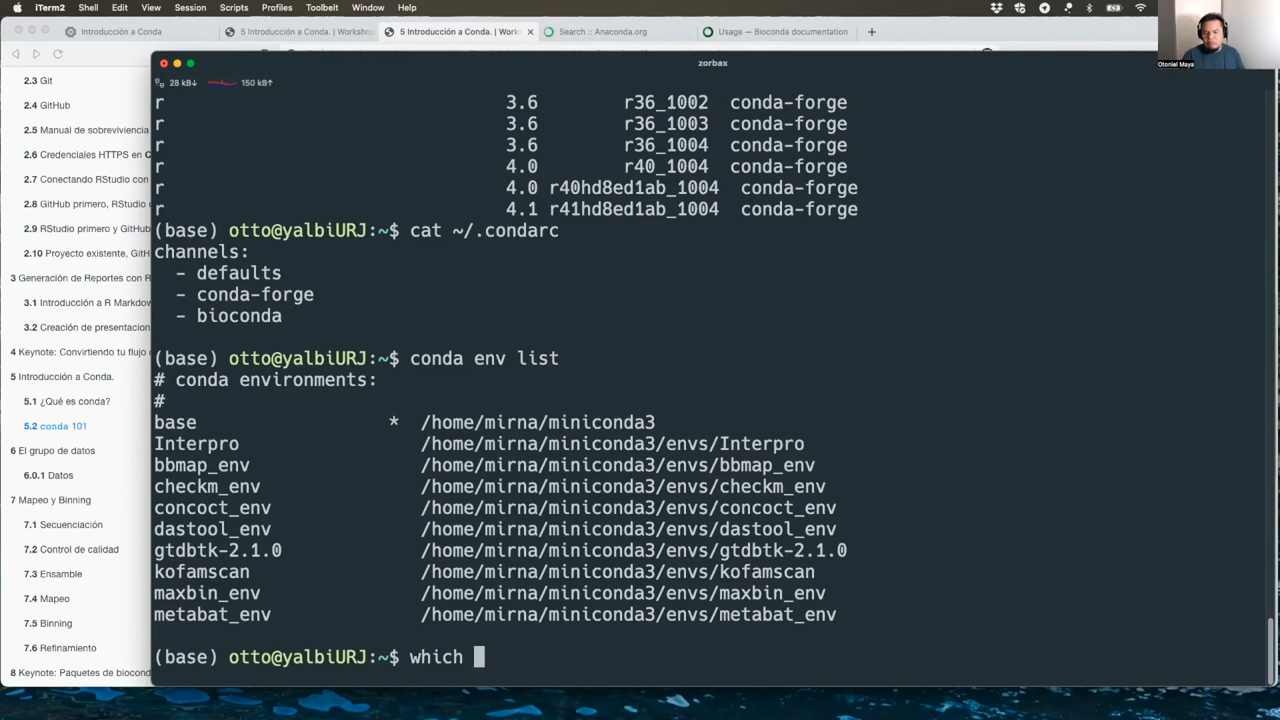 iTerm2 Shell Edit View Session Scripts Profiles Toolbelt Window Help
Introducción a Conda
5 Introducción a Conda. | Worksho
5 Introducción a Conda. | Works
Search :: Anaconda.org
Usage — Bioconda documentation
Otoniel Maya
zorbax
28 kB↓ 150 kB↑
2.3 Git
2.4 GitHub
2.5 Manual de sobreviviencia
2.6 Credenciales HTTPS en C
2.7 Conectando RStudio con
2.8 GitHub primero, RStudio
2.9 RStudio primero y GitHub
2.10 Proyecto existente, GitH
3 Generación de Reportes con R
3.1 Introducción a R Markdow
3.2 Creación de presentacion
4 Keynote: Convirtiendo tu flujo
5 Introducción a Conda.
5.1 ¿Qué es conda?
5.2 conda 101
6 El grupo de datos
6.0.1 Datos
7 Mapeo y Binning
7.1 Secuenciación
7.2 Control de calidad
7.3 Ensamble
7.4 Mapeo
7.5 Binning
7.6 Refinamiento
8 Keynote: Paquetes de biocond
r 3.6 r36_1002 conda-forge
r 3.6 r36_1003 conda-forge
r 3.6 r36_1004 conda-forge
r 4.0 r40_1004 conda-forge
r 4.0 r40hd8ed1ab_1004 conda-forge
r 4.1 r41hd8ed1ab_1004 conda-forge
(base) otto@yalbiURJ:~$ cat ~/.condarc
channels:
- defaults
- conda-forge
- bioconda
(base) otto@yalbiURJ:~$ conda env list
# conda environments:
#
base * /home/mirna/miniconda3
Interpro /home/mirna/miniconda3/envs/Interpro
bbmap_env /home/mirna/miniconda3/envs/bbmap_env
checkm_env /home/mirna/miniconda3/envs/checkm_env
concoct_env /home/mirna/miniconda3/envs/concoct_env
dastool_env /home/mirna/miniconda3/envs/dastool_env
gtdbtk-2.1.0 /home/mirna/miniconda3/envs/gtdbtk-2.1.0
kofamscan /home/mirna/miniconda3/envs/kofamscan
maxbin_env /home/mirna/miniconda3/envs/maxbin_env
metabat_env /home/mirna/miniconda3/envs/metabat_env
(base) otto@yalbiURJ:~$ which